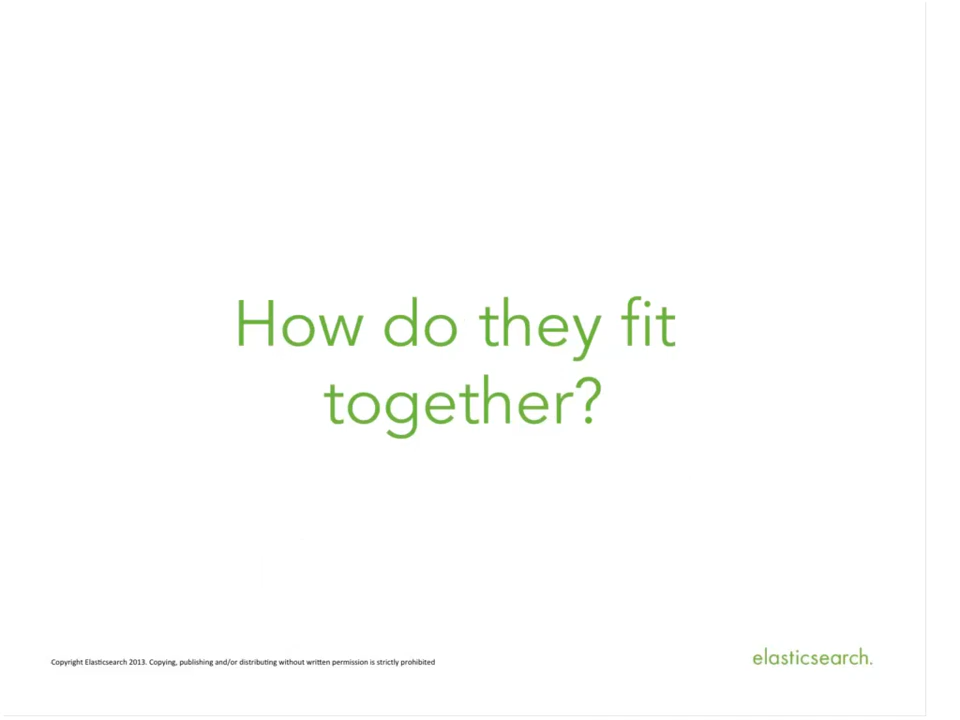 How do they fit
together?
Copyright Elasticsearch 2013. Copying, publishing and/or distributing without written permission is strictly prohibited
elasticsearch.